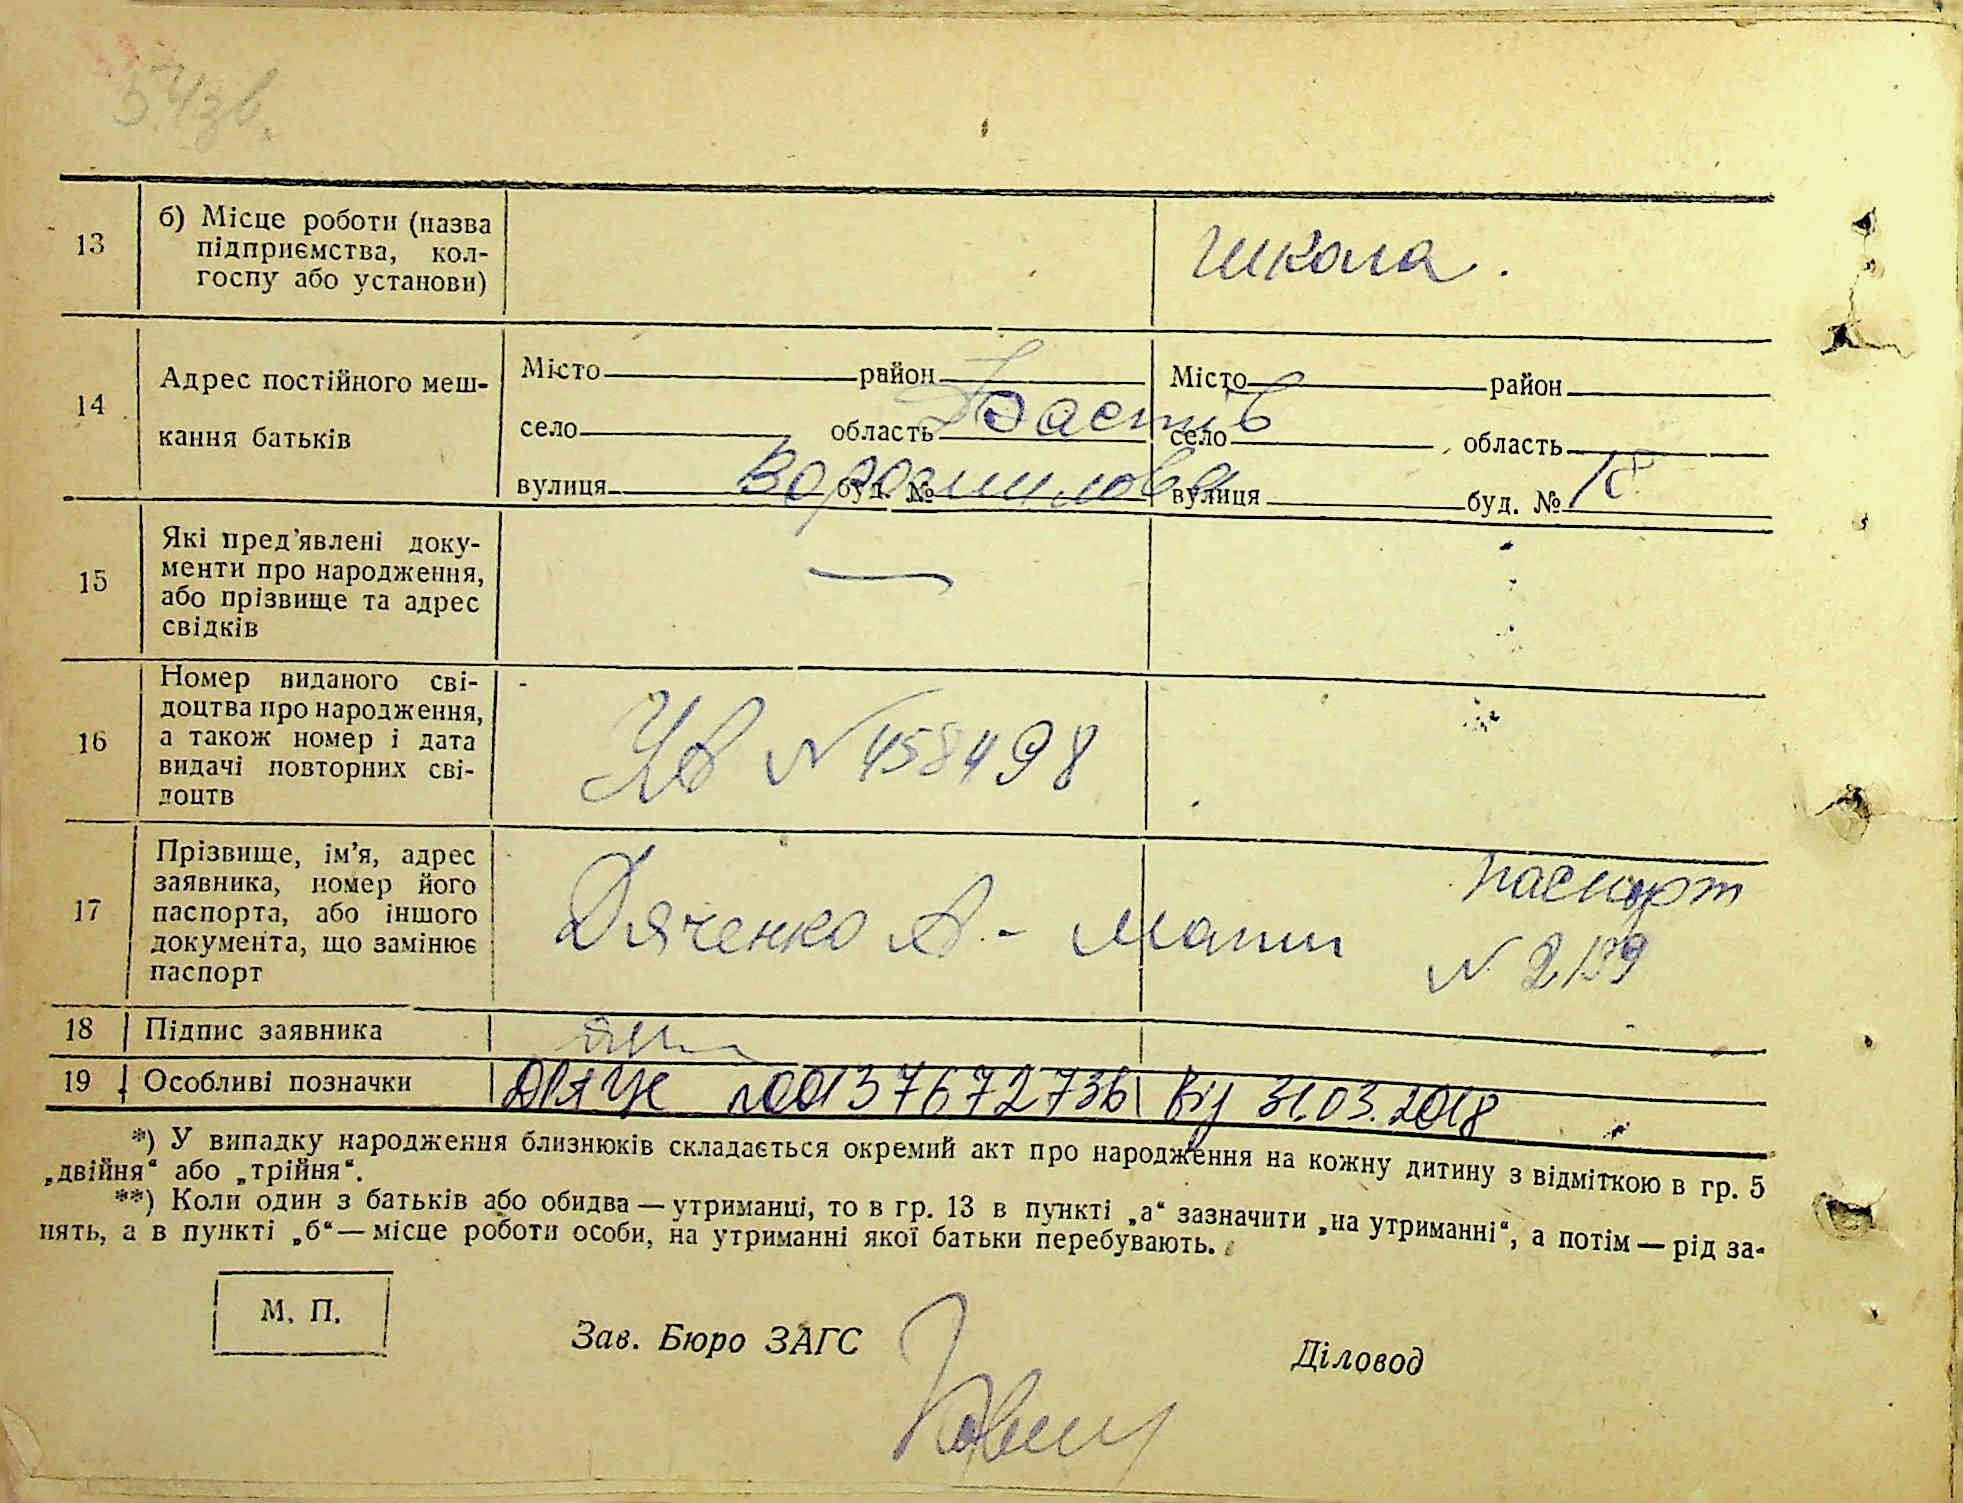 54зв.
13
б) Місце роботи (назва
підприємства, кол-
госпу або установи)
школа.
14
Адрес постійного меш-
кання батьків
Місто район
село область
вулиця буд. №
Місто район
село область
вулиця буд. №
Фастів
Ворошилова
15
Які пред'явлені доку-
менти про народження,
або прізвище та адрес
свідків
—
16
Номер виданого сві-
доцтва про народження,
а також номер і дата
видачі повторних сві-
доцтв
№ 458498
17
Прізвище, ім'я, адрес
заявника, номер його
паспорта, або іншого
документа, що замінює
паспорт
Дяченко А. - мати
паспорт
18
Підпис заявника
19
Особливі позначки
ДРАЦС 00137672736 від 31.03.2018
*) У випадку народження близнюків складається окремий акт про народження на кожну дитину з відміткою в гр. 5
„двійня“ або „трійня“.
**) Коли один з батьків або обидва — утриманці, то в гр. 13 в пункті „а“ зазначити „на утриманні“, а потім — рід за-
нять, а в пункті „б“ — місце роботи особи, на утриманні якої батьки перебувають.
М. П.
Зав. Бюро ЗАГС
Діловод